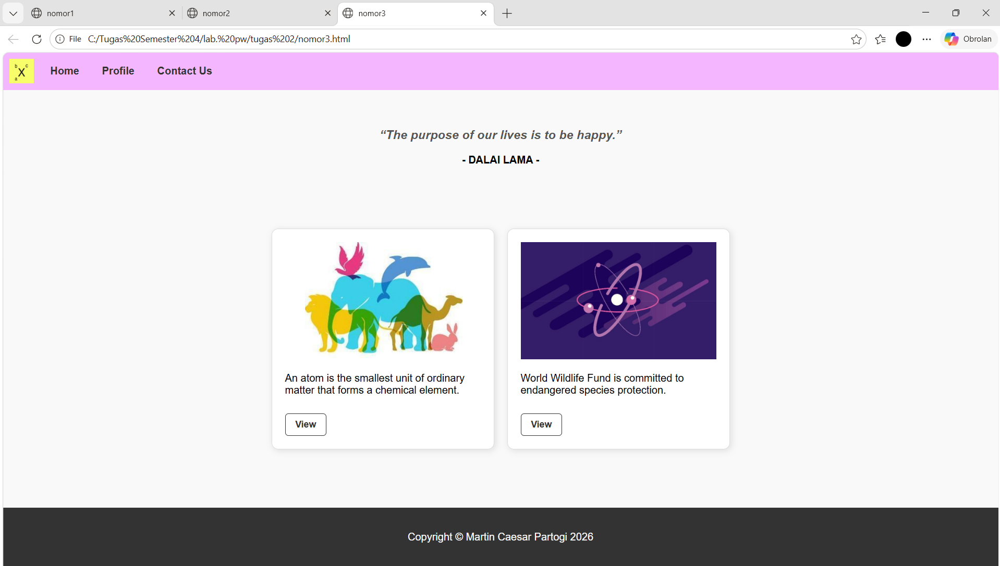 nomor1
nomor2
nomor3
File C:/Tugas%20Semester%204/lab.%20pw/tugas%202/nomor3.html
Obrolan
b c
X
a
Home Profile Contact Us
“The purpose of our lives is to be happy.”
- DALAI LAMA -
An atom is the smallest unit of ordinary
matter that forms a chemical element.
View
World Wildlife Fund is committed to
endangered species protection.
View
Copyright © Martin Caesar Partogi 2026